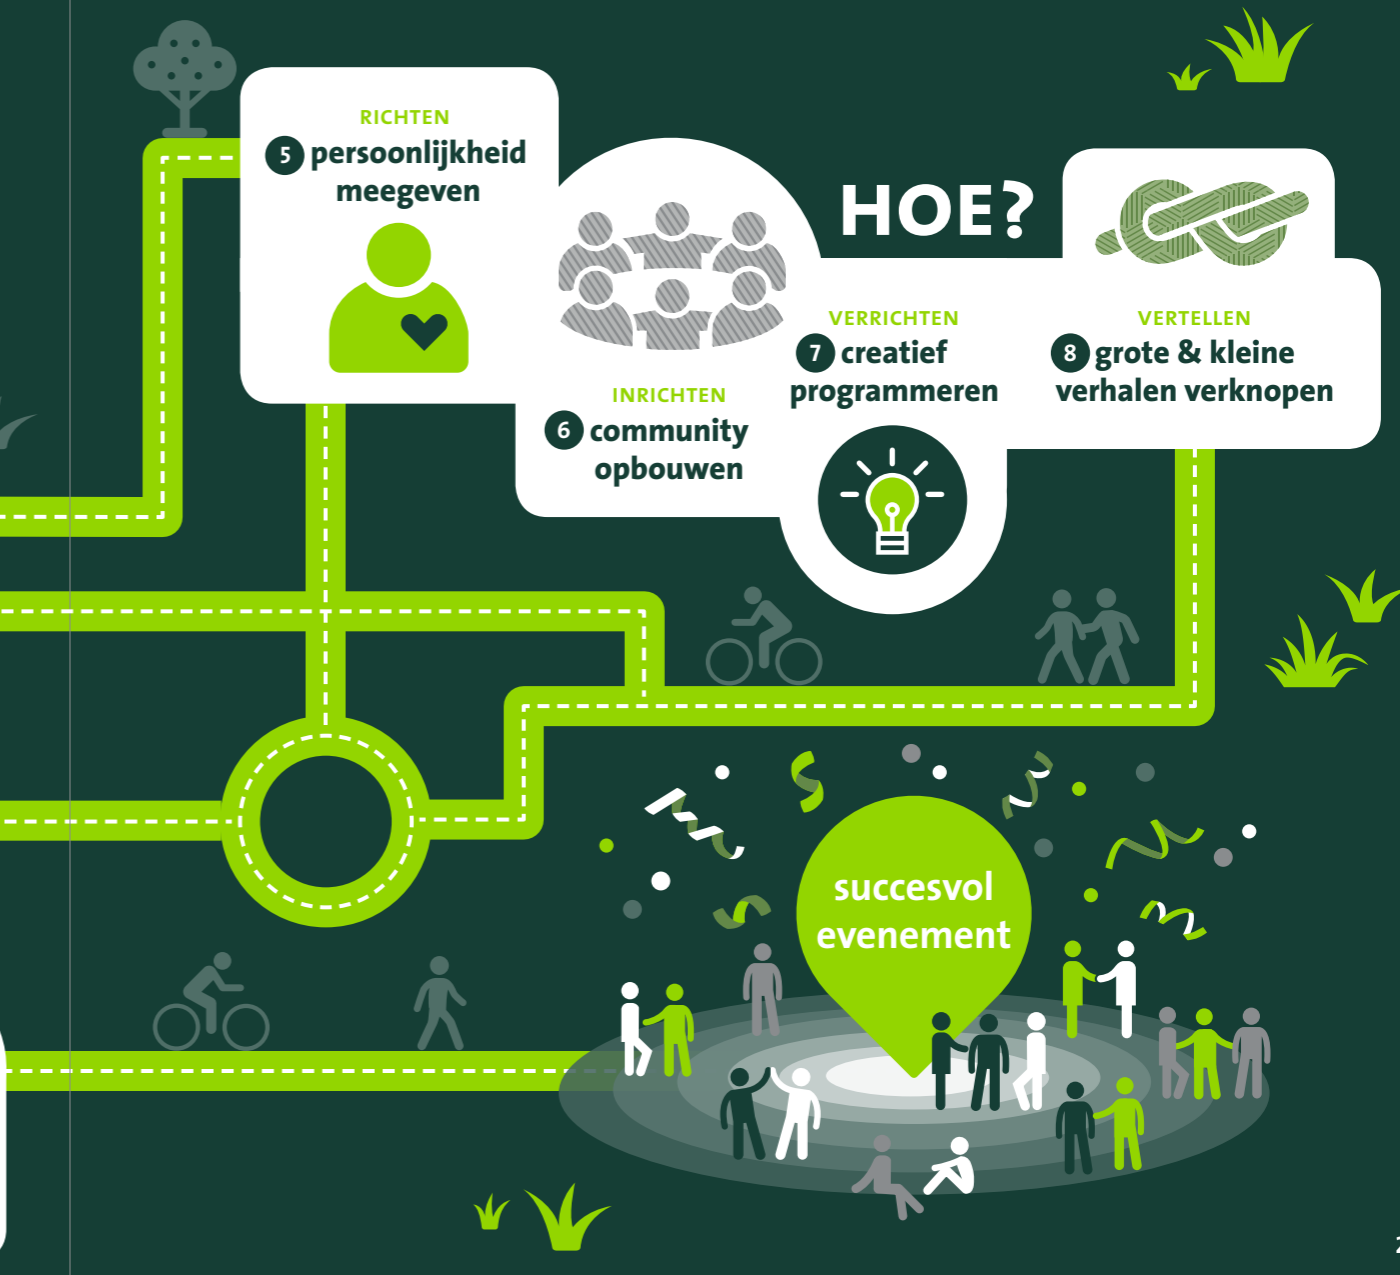 RICHTEN
5 persoonlijkheid
meegeven
HOE?
INRICHTEN
6 community
opbouwen
VERRICHTEN
7 creatief
programmeren
VERTELLEN
8 grote & kleine
verhalen verknopen
succesvol
evenement